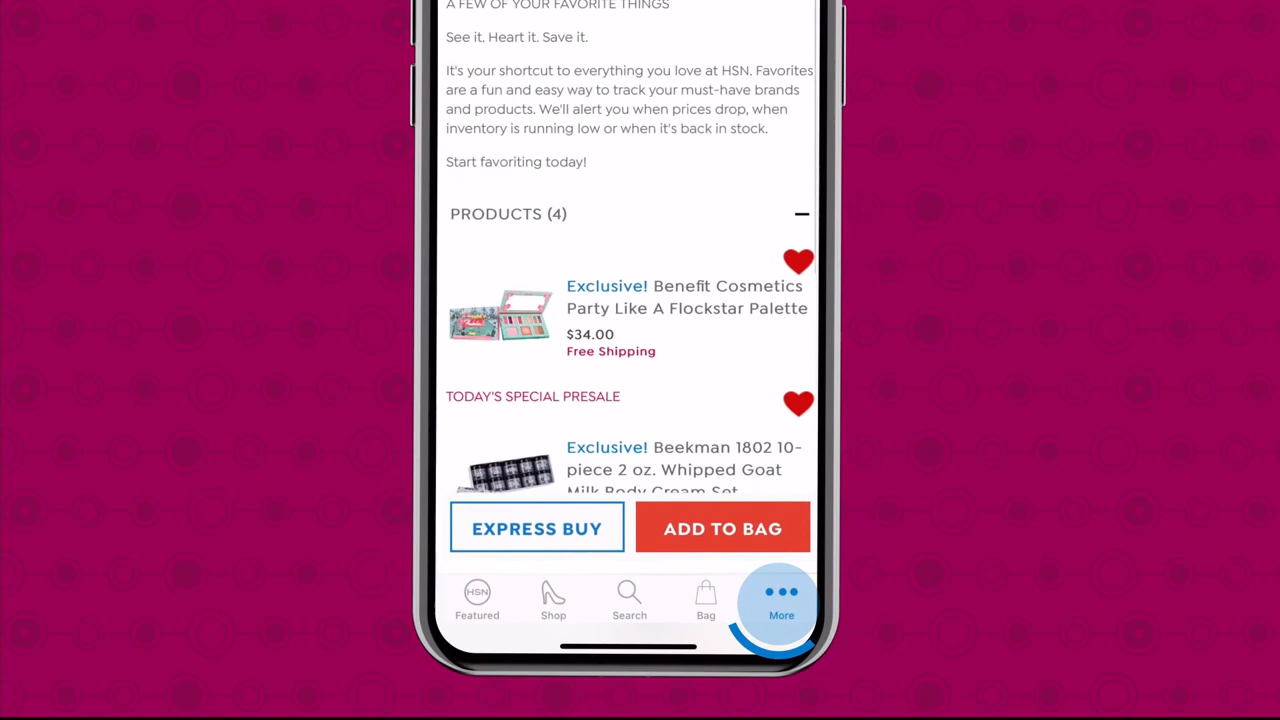 A FEW OF YOUR FAVORITE THINGS
See it. Heart it. Save it.
It's your shortcut to everything you love at HSN. Favorites
are a fun and easy way to track your must-have brands
and products. We'll alert you when prices drop, when
inventory is running low or when it's back in stock.
Start favoriting today!
PRODUCTS (4)
Exclusive! Benefit Cosmetics
Party Like A Flockstar Palette
$34.00
Free Shipping
TODAY'S SPECIAL PRESALE
Exclusive! Beekman 1802 10-
piece 2 oz. Whipped Goat
Milk Body Cream Set
EXPRESS BUY
ADD TO BAG
HSN
Featured
Shop
Search
Bag
More